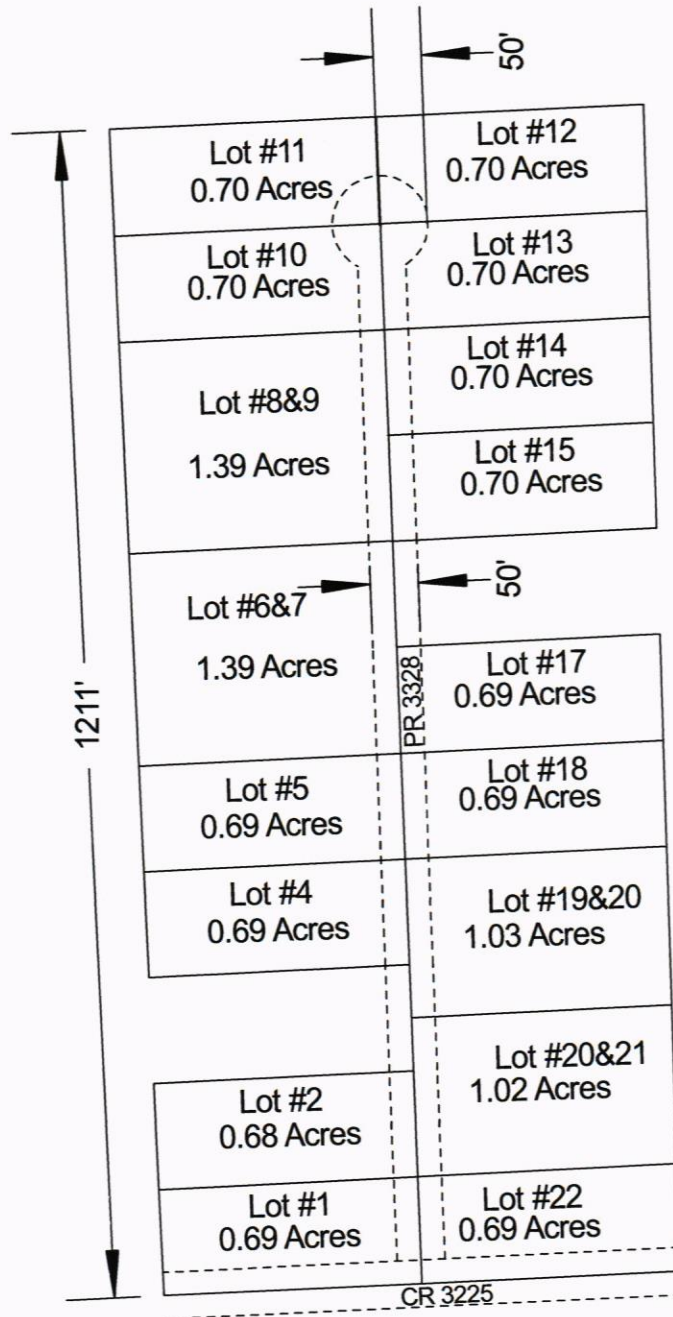 50'
Lot #11
0.70 Acres
Lot #12
0.70 Acres
Lot #10
0.70 Acres
Lot #13
0.70 Acres
Lot #14
0.70 Acres
Lot #8&9
1.39 Acres
Lot #15
0.70 Acres
50'
Lot #6&7
1.39 Acres
1211'
PR 3328
Lot #17
0.69 Acres
Lot #5
0.69 Acres
Lot #18
0.69 Acres
Lot #4
0.69 Acres
Lot #19&20
1.03 Acres
Lot #20&21
1.02 Acres
Lot #2
0.68 Acres
Lot #1
0.69 Acres
Lot #22
0.69 Acres
CR 3225